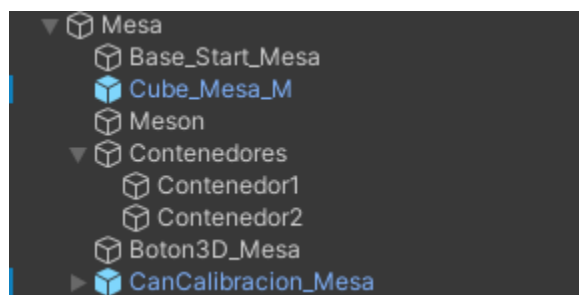 Mesa
Base_Start_Mesa
Cube_Mesa_M
Meson
Contenedores
Contenedor1
Contenedor2
Boton3D_Mesa
CanCalibracion_Mesa